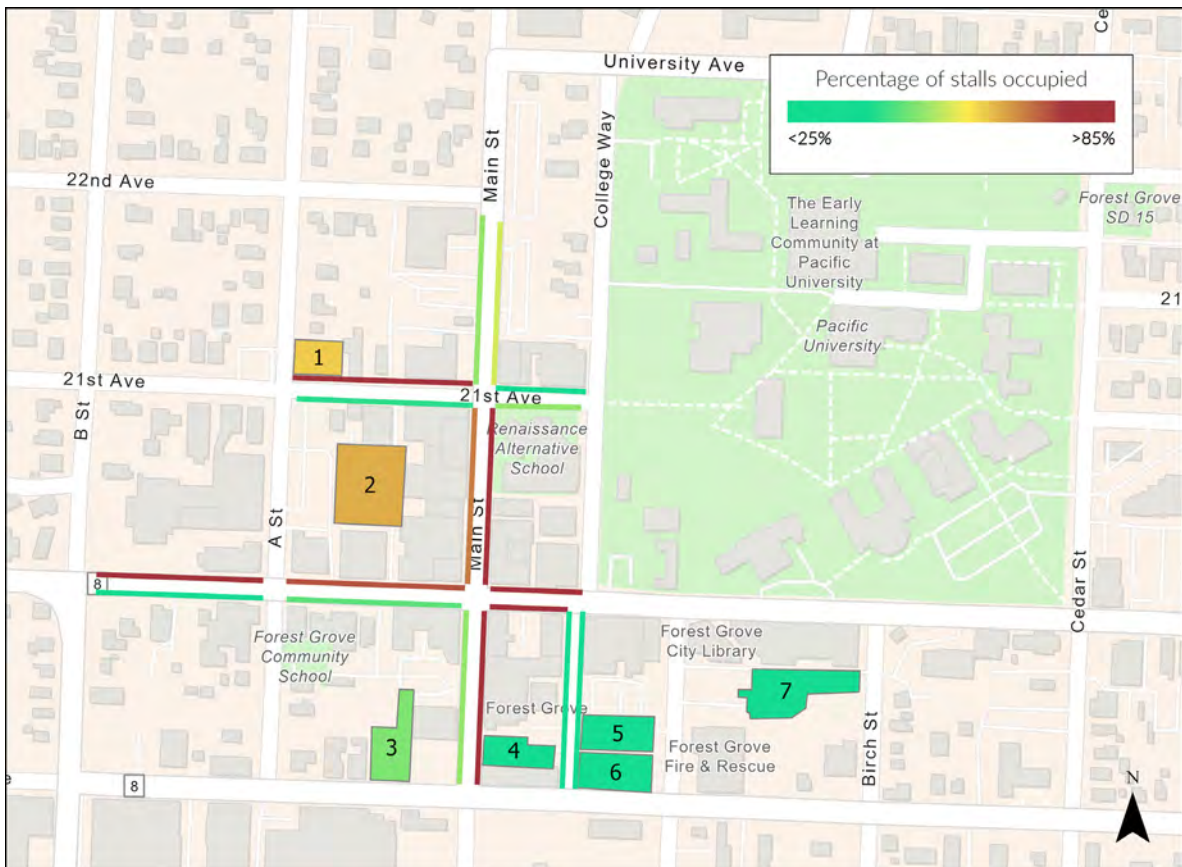 Ce
University Ave
Percentage of stalls occupied
<25%
>85%
Main St
College Way
22nd Ave
The Early
Learning
Community at
Pacific
University
Forest Grove
SD 15
21
Pacific
University
1
21st Ave
21st Ave
B St
Renaissance
Alternative
School
2
A St
Main St
8
Cedar St
Forest Grove
Community
School
Forest Grove
City Library
7
Forest Grove
3
4
5
6
Forest Grove
Fire & Rescue
Birch St
e
8
N